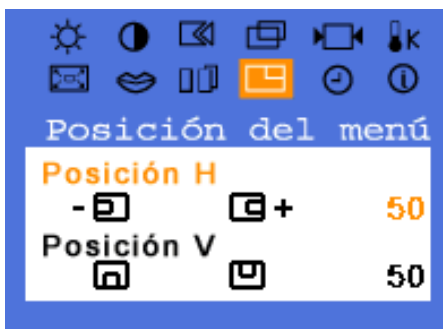 K
Posición del menú
Posición H
- + 50
Posición V
50